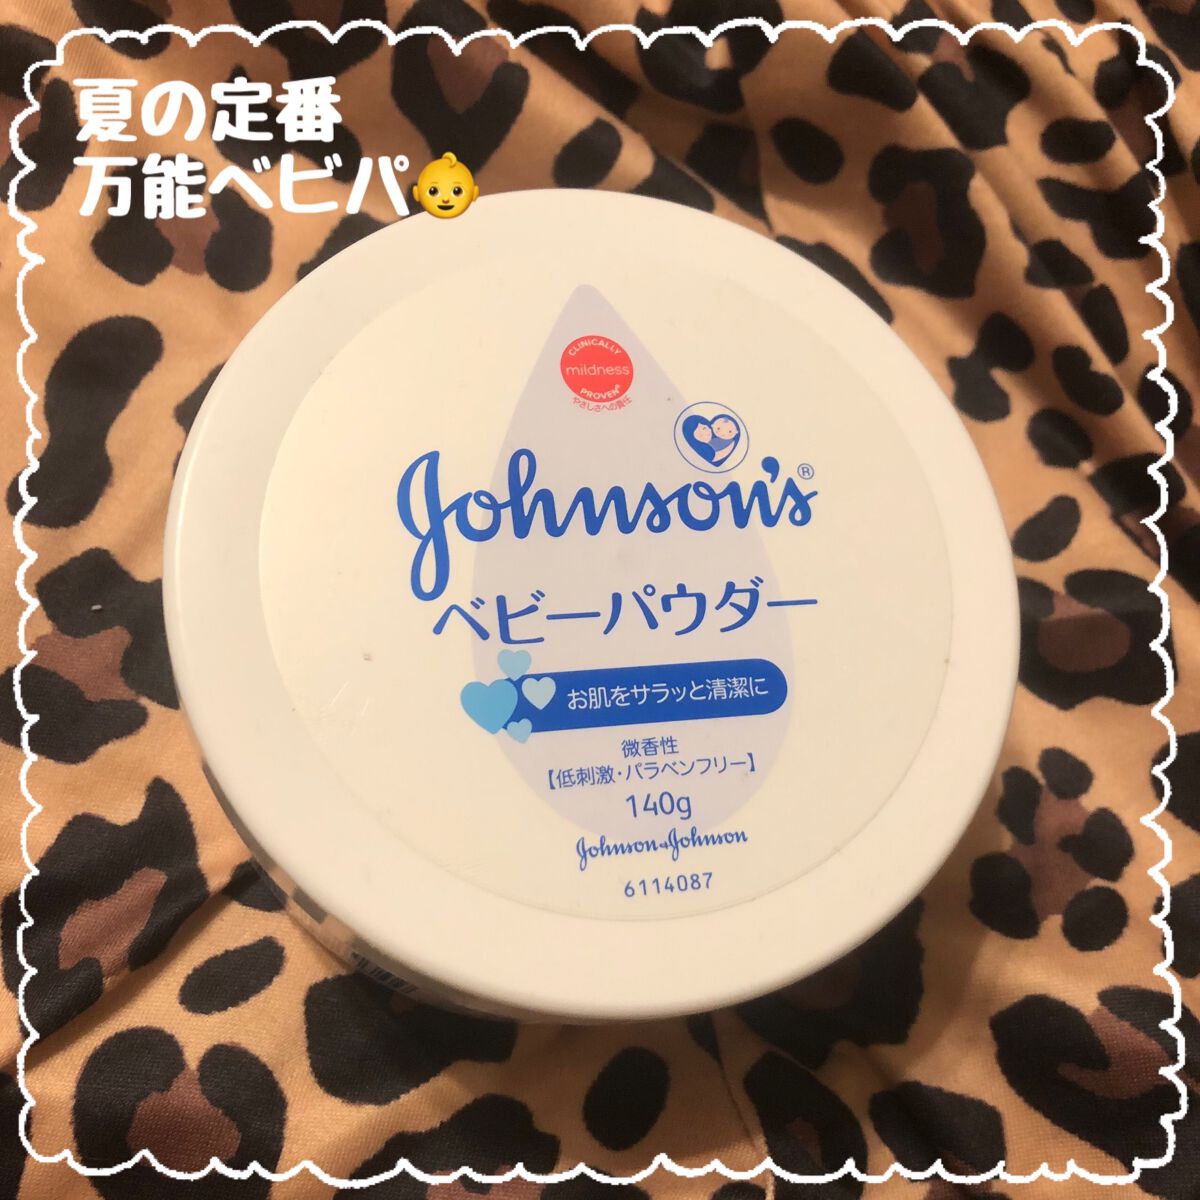 夏の定番
万能ベビパ👶
CLINICALLY
mildness
PROVEN®
やさしさへの責任
Johnson's®
ベビーパウダー
お肌をサラッと清潔に
微香性
【低刺激・パラベンフリー】
140g
Johnson&Johnson
6114087